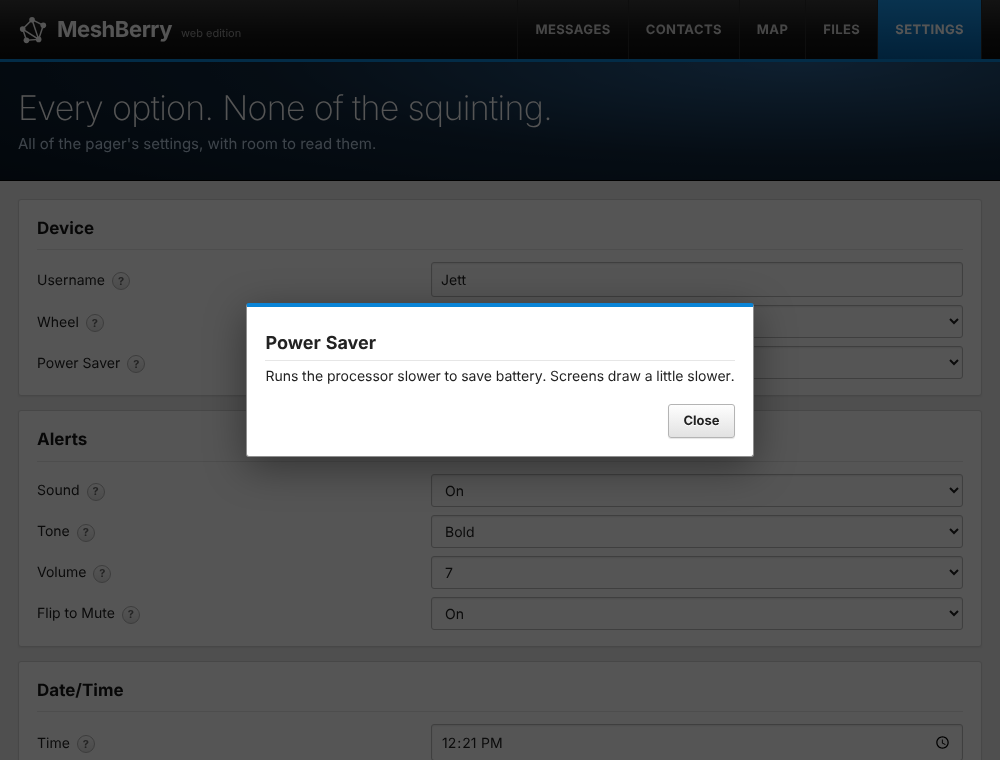 MeshBerry web edition
MESSAGES
CONTACTS
MAP
FILES
SETTINGS
Every option. None of the squinting.
All of the pager's settings, with room to read them.
Device
Username ?
Jett
Wheel ?
Power Saver ?
Power Saver
Runs the processor slower to save battery. Screens draw a little slower.
Close
Alerts
Sound ?
On
Tone ?
Bold
Volume ?
7
Flip to Mute ?
On
Date/Time
Time ?
12:21 PM